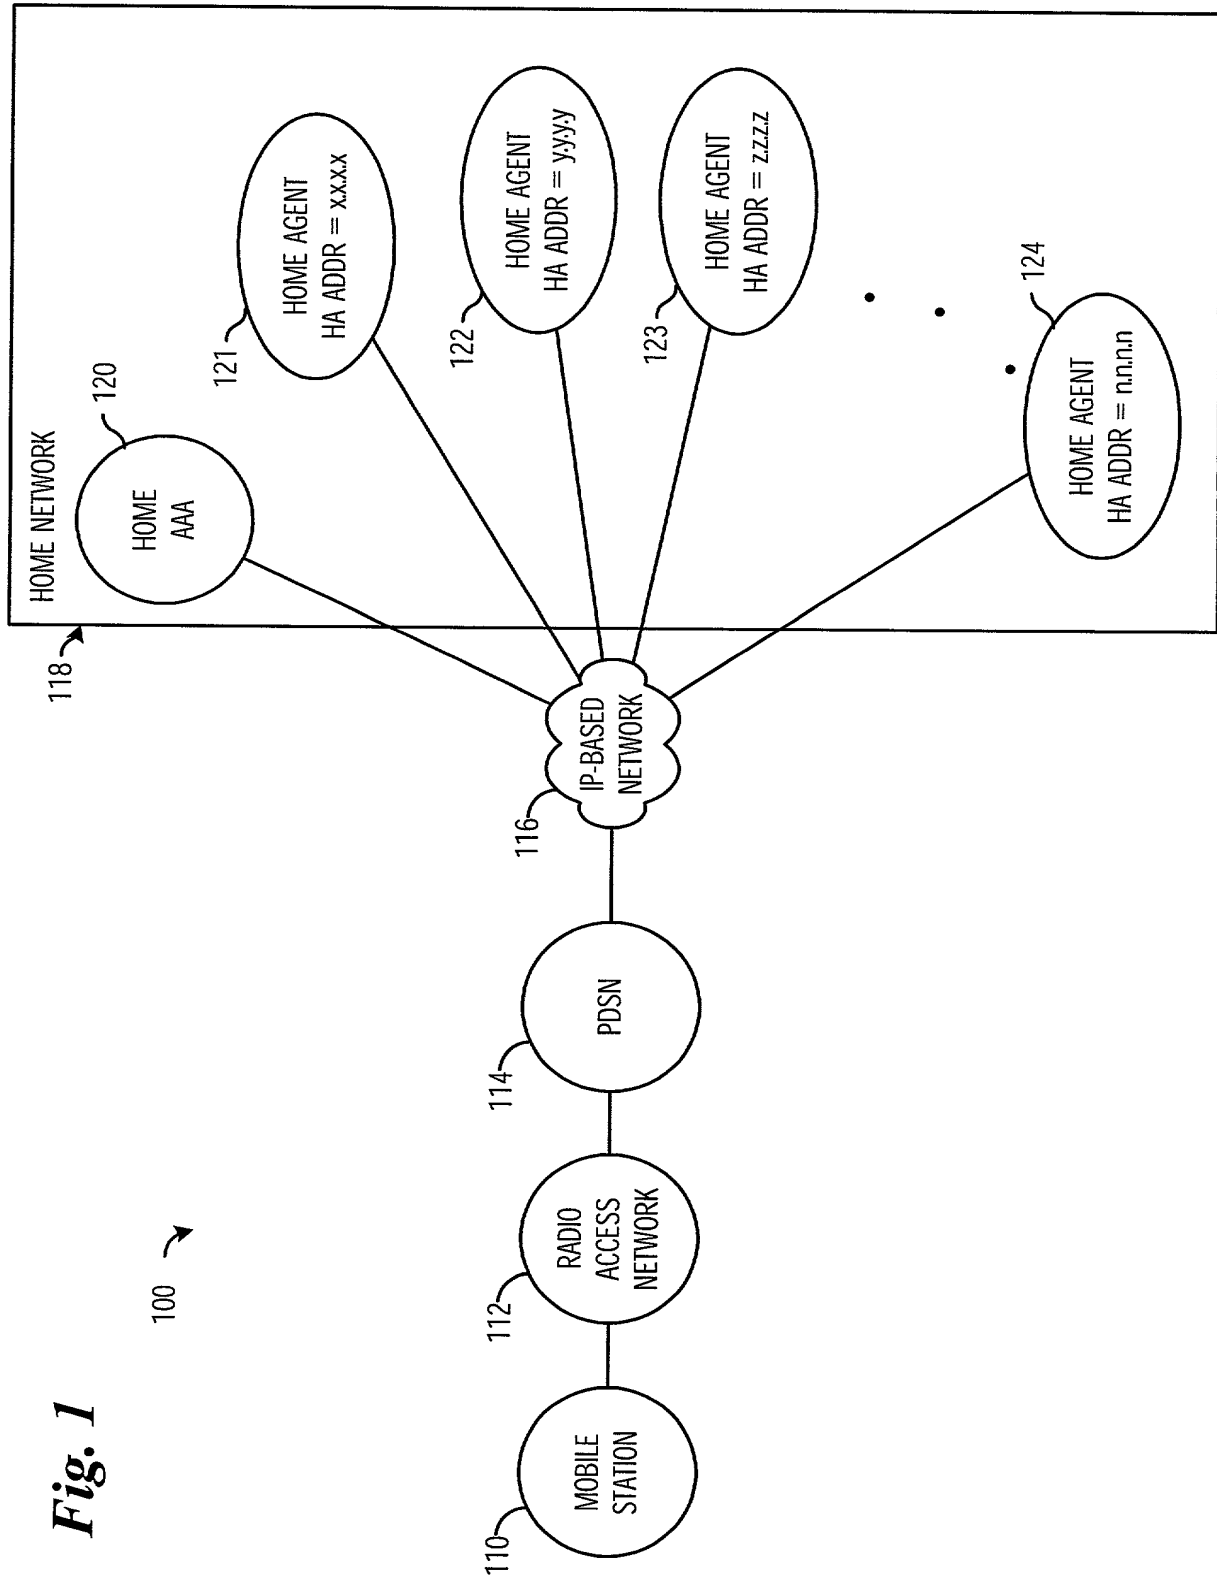 HOME NETWORK
118
HOME
AAA
120
HOME AGENT
HA ADDR = x.x.x.x
121
HOME AGENT
HA ADDR = y.y.y.y
122
HOME AGENT
HA ADDR = z.z.z.z
123
HOME AGENT
HA ADDR = n.n.n.n
124
IP-BASED
NETWORK
116
PDSN
114
RADIO
ACCESS
NETWORK
112
MOBILE
STATION
110
100
Fig. 1